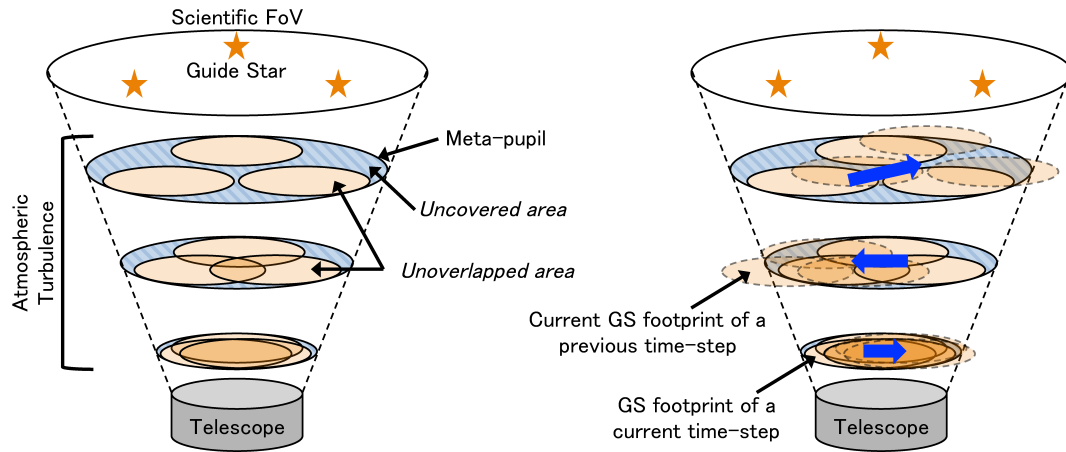 Scientific FoV
Guide Star
Meta-pupil
Uncovered area
Unoverlapped area
Atmospheric
Turbulence
Telescope
Current GS footprint of a
previous time-step
GS footprint of a
current time-step
Telescope